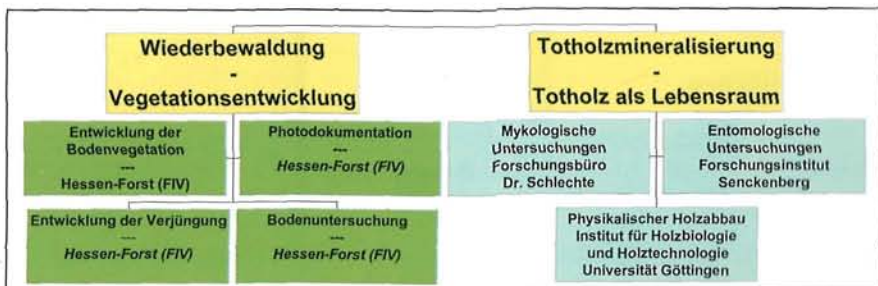 Wiederbewaldung
-
Vegetationsentwicklung
Totholzmineralisierung
-
Totholz als Lebensraum
Entwicklung der
Bodenvegetation
---
Hessen-Forst (FIV)
Photodokumentation
---
Hessen-Forst (FIV)
Mykologische
Untersuchungen
Forschungsbüro
Dr. Schlechte
Entomologische
Untersuchungen
Forschungsinstitut
Senckenberg
Entwicklung der Verjüngung
---
Hessen-Forst (FIV)
Bodenuntersuchung
---
Hessen-Forst (FIV)
Physikalischer Holzabbau
Institut für Holzbiologie
und Holztechnologie
Universität Göttingen